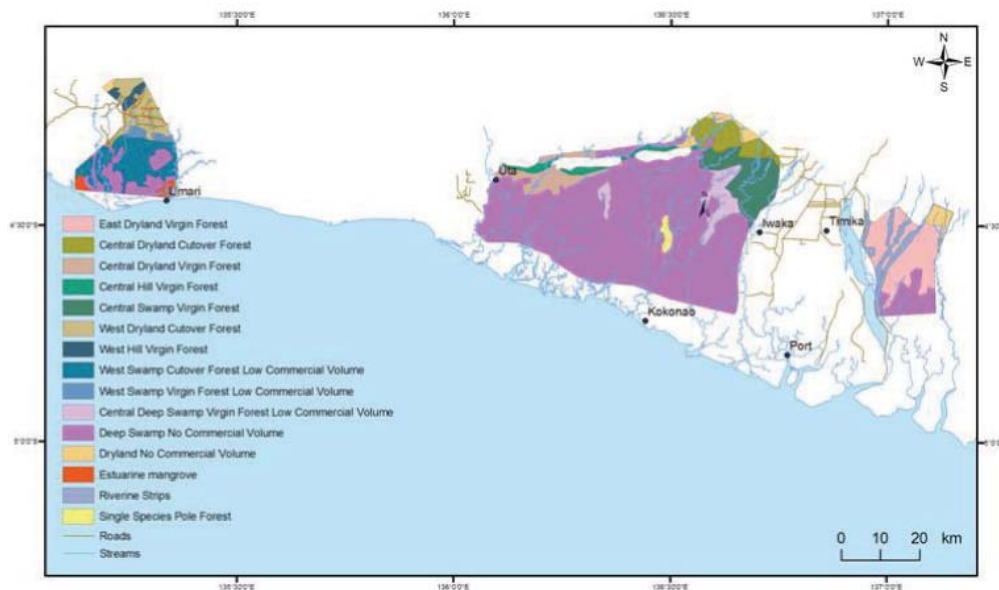 135°30'0"E 136°0'0"E 136°30'0"E 137°0'0"E
N
W E
S
Uta
Umari
4°30'0"S
Iwaka
Timika
Kokonao
Port
East Dryland Virgin Forest
Central Dryland Cutover Forest
Central Dryland Virgin Forest
Central Hill Virgin Forest
Central Swamp Virgin Forest
West Dryland Cutover Forest
West Hill Virgin Forest
West Swamp Cutover Forest Low Commercial Volume
West Swamp Virgin Forest Low Commercial Volume
Central Deep Swamp Virgin Forest Low Commercial Volume
Deep Swamp No Commercial Volume
Dryland No Commercial Volume
Estuarine mangrove
Riverine Strips
Single Species Pole Forest
Roads
Streams
0 10 20 km
136°0'0"E 136°30'0"E 137°0'0"E